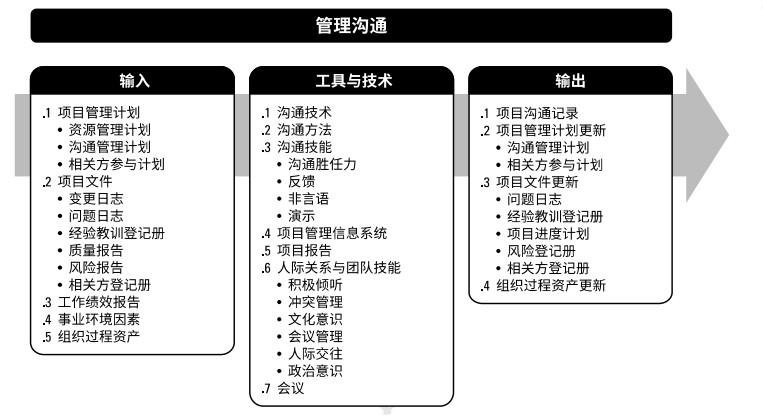 管理沟通
输入
.1 项目管理计划
• 资源管理计划
• 沟通管理计划
• 相关方参与计划
.2 项目文件
• 变更日志
• 问题日志
• 经验教训登记册
• 质量报告
• 风险报告
• 相关方登记册
.3 工作绩效报告
.4 事业环境因素
.5 组织过程资产
工具与技术
.1 沟通技术
.2 沟通方法
.3 沟通技能
• 沟通胜任力
• 反馈
• 非言语
• 演示
.4 项目管理信息系统
.5 项目报告
.6 人际关系与团队技能
• 积极倾听
• 冲突管理
• 文化意识
• 会议管理
• 人际交往
• 政治意识
.7 会议
输出
.1 项目沟通记录
.2 项目管理计划更新
• 沟通管理计划
• 相关方参与计划
.3 项目文件更新
• 问题日志
• 经验教训登记册
• 项目进度计划
• 风险登记册
• 相关方登记册
.4 组织过程资产更新